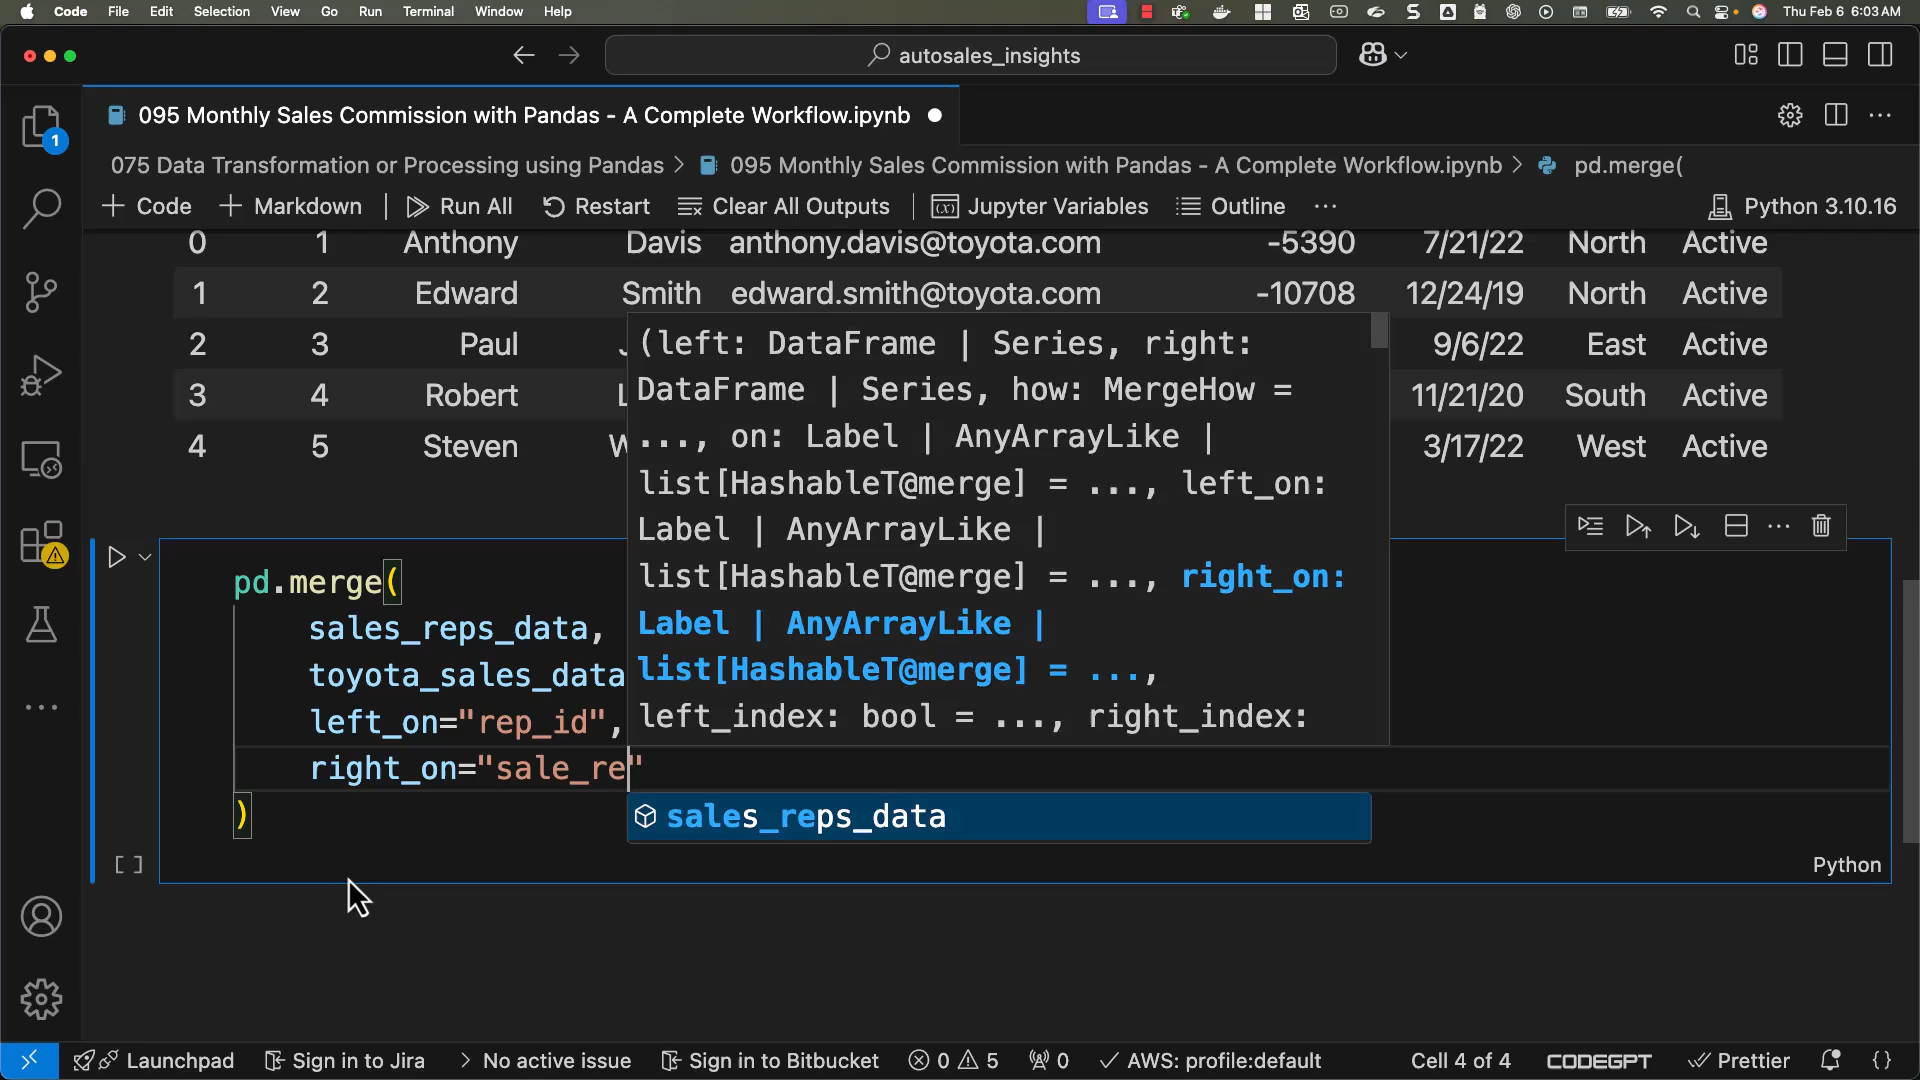 Code File Edit Selection View Go Run Terminal Window Help Thu Feb 6 6:03 AM
autosales_insights
095 Monthly Sales Commission with Pandas - A Complete Workflow.ipynb
075 Data Transformation or Processing using Pandas > 095 Monthly Sales Commission with Pandas - A Complete Workflow.ipynb > pd.merge(
+ Code + Markdown Run All Restart Clear All Outputs Jupyter Variables Outline ... Python 3.10.16
0 1 Anthony Davis anthony.davis@toyota.com -5390 7/21/22 North Active
1 2 Edward Smith edward.smith@toyota.com -10708 12/24/19 North Active
2 3 Paul 9/6/22 East Active
3 4 Robert 11/21/20 South Active
4 5 Steven 3/17/22 West Active
(left: DataFrame | Series, right:
DataFrame | Series, how: MergeHow =
..., on: Label | AnyArrayLike |
list[HashableT@merge] = ..., left_on:
Label | AnyArrayLike |
list[HashableT@merge] = ..., right_on:
Label | AnyArrayLike |
list[HashableT@merge] = ...,
left_index: bool = ..., right_index:
pd.merge(
sales_reps_data,
toyota_sales_data
left_on="rep_id",
right_on="sale_re"
)
sales_reps_data
[ ] Python
1
Launchpad Sign in to Jira > No active issue Sign in to Bitbucket 0 5 0 AWS: profile:default Cell 4 of 4 CODEGPT Prettier {}